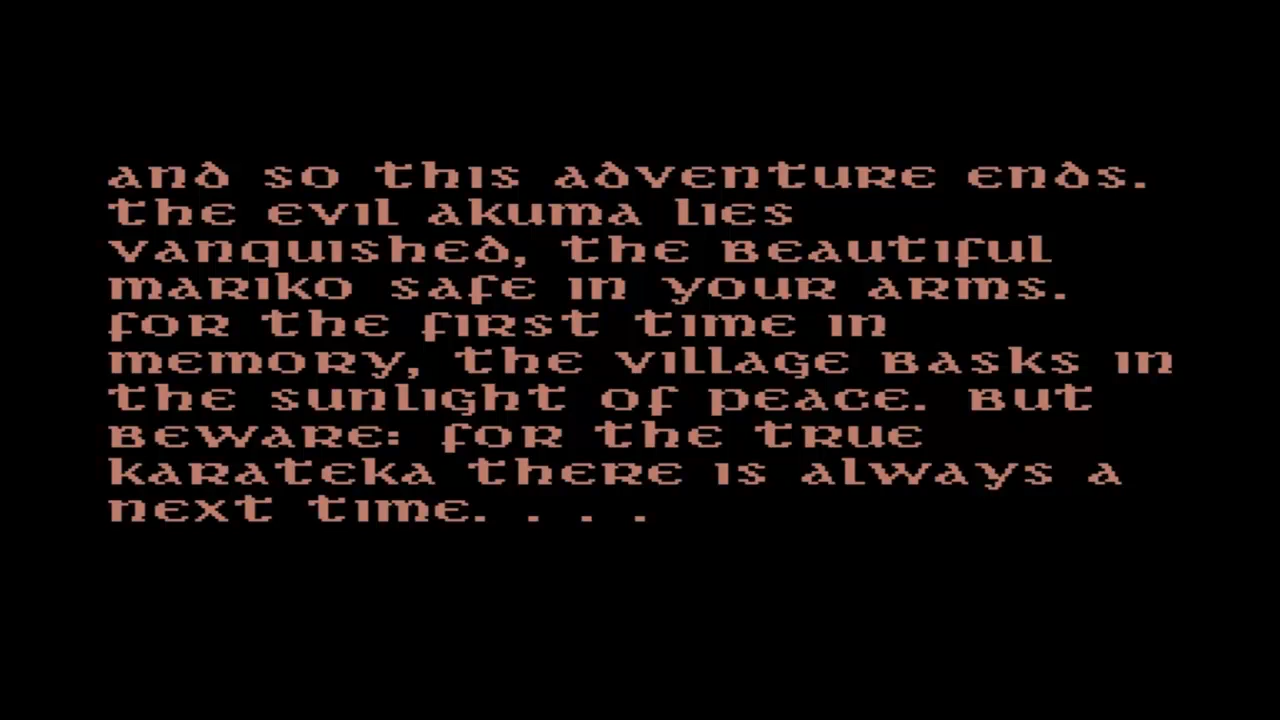 and so this adventure ends.
the evil akuma lies
vanquished, the beautiful
mariko safe in your arms.
for the first time in
memory, the village basks in
the sunlight of peace. but
beware: for the true
karateka there is always a
next time. . . .